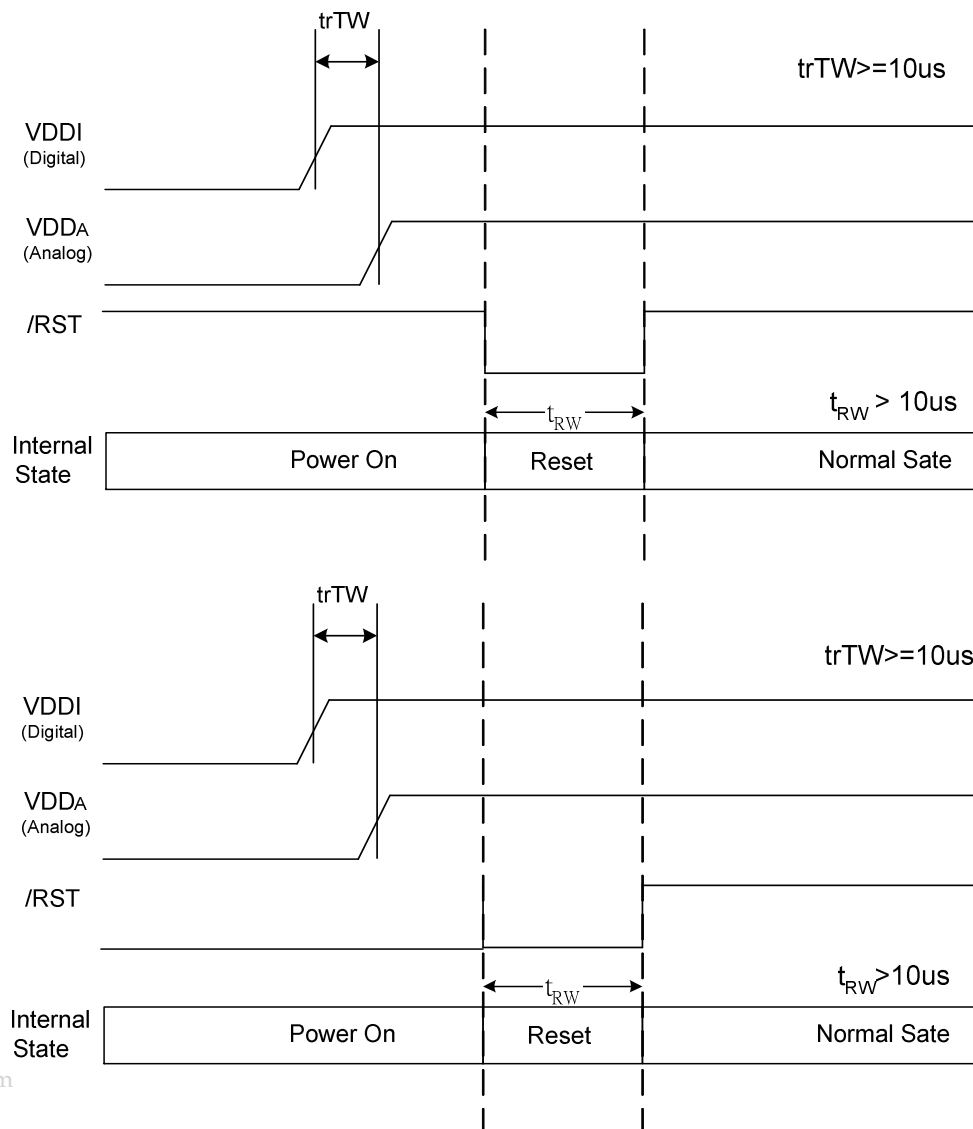 trTW
trTW>=10us
VDDI
(Digital)
VDDA
(Analog)
/RST
tRW
tRW > 10us
Internal
State
Power On
Reset
Normal Sate
trTW
trTW>=10us
VDDI
(Digital)
VDDA
(Analog)
/RST
tRW
tRW>10us
Internal
State
Power On
Reset
Normal Sate
m